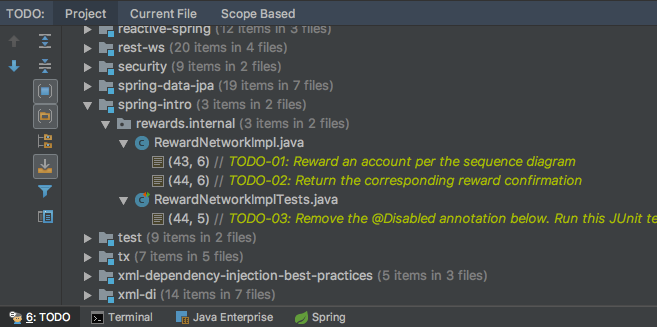 TODO: Project Current File Scope Based
reactive-spring (12 items in 3 files)
rest-ws (20 items in 4 files)
security (9 items in 2 files)
spring-data-jpa (19 items in 7 files)
spring-intro (3 items in 2 files)
rewards.internal (3 items in 2 files)
RewardNetworkImpl.java
(43, 6) // TODO-01: Reward an account per the sequence diagram
(44, 6) // TODO-02: Return the corresponding reward confirmation
RewardNetworkImplTests.java
(44, 5) // TODO-03: Remove the @Disabled annotation below. Run this JUnit te
test (9 items in 2 files)
tx (15 items in 5 files)
xml-dependency-injection-best-practices (5 items in 3 files)
xml-di (14 items in 7 files)
6: TODO Terminal Java Enterprise Spring